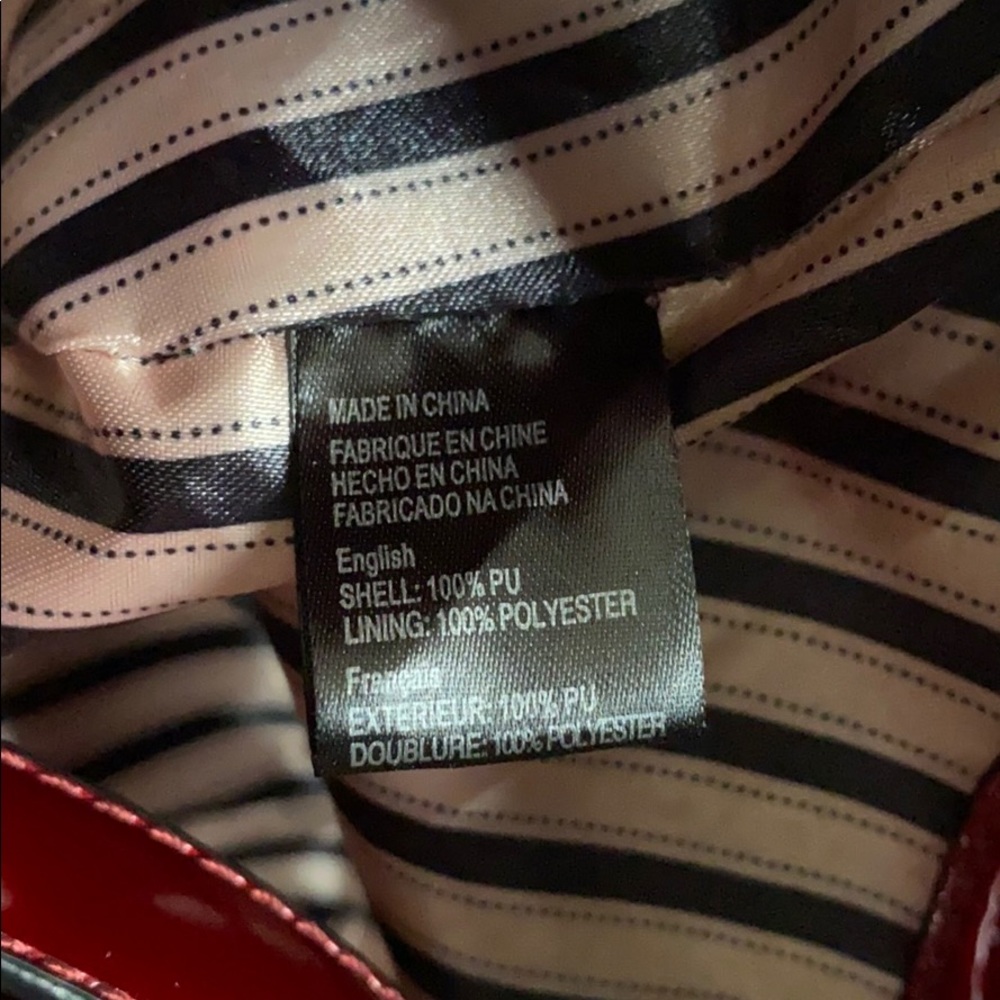 MADE IN CHINA
FABRIQUE EN CHINE
HECHO EN CHINA
FABRICADO NA CHINA
English
SHELL: 100% PU
LINING: 100% POLYESTER
Français
EXTERIEUR: 100% PU
DOUBLURE: 100% POLYESTER